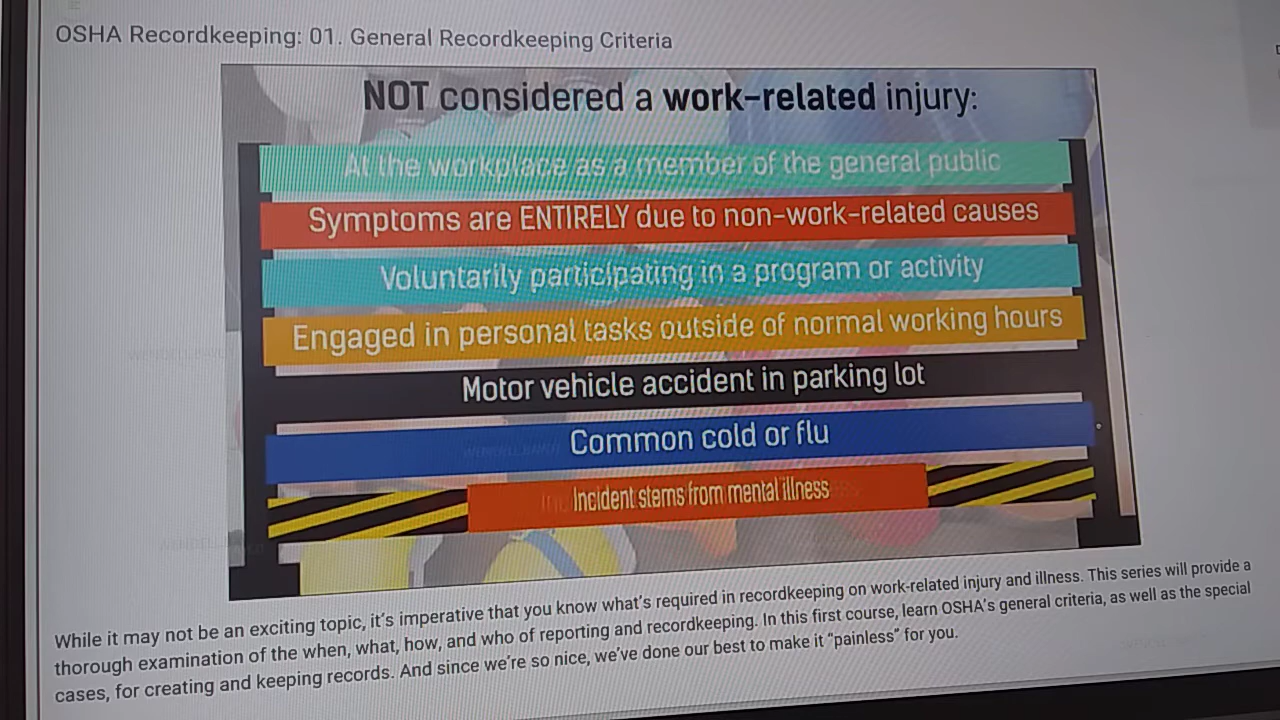 OSHA Recordkeeping: 01. General Recordkeeping Criteria
NOT considered a work-related injury:
At the workplace as a member of the general public
Symptoms are ENTIRELY due to non-work-related causes
Voluntarily participating in a program or activity
Engaged in personal tasks outside of normal working hours
Motor vehicle accident in parking lot
Common cold or flu
Incident stems from mental illness
While it may not be an exciting topic, it's imperative that you know what's required in recordkeeping on work-related injury and illness. This series will provide a
thorough examination of the when, what, how, and who of reporting and recordkeeping. In this first course, learn OSHA's general criteria, as well as the special
cases, for creating and keeping records. And since we're so nice, we've done our best to make it "painless" for you.